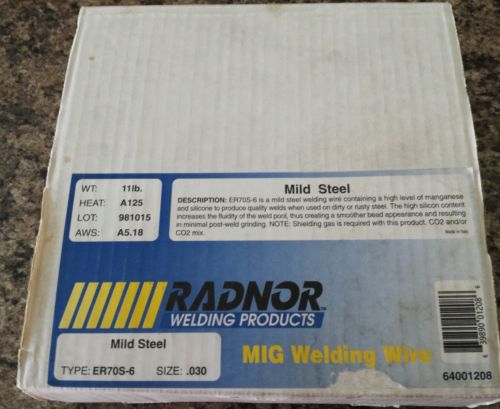 WT: 11lb.
HEAT: A125
LOT: 981015
AWS: A5.18
Mild Steel
DESCRIPTION: ER70S-6 is a mild steel welding wire containing a high level of manganese
and silicone to produce quality welds when used on dirty or rusty steel. The high silicon content
increases the fluidity of the weld pool, thus creating a smoother bead appearance and resulting
in minimal post-weld grinding. NOTE: Shielding gas is required with this product. CO2 and/or
CO2 mix.
Made in Italy
RADNOR
WELDING PRODUCTS
Mild Steel
TYPE: ER70S-6 SIZE: .030
MIG Welding Wire
6 39890 01208 6
64001208